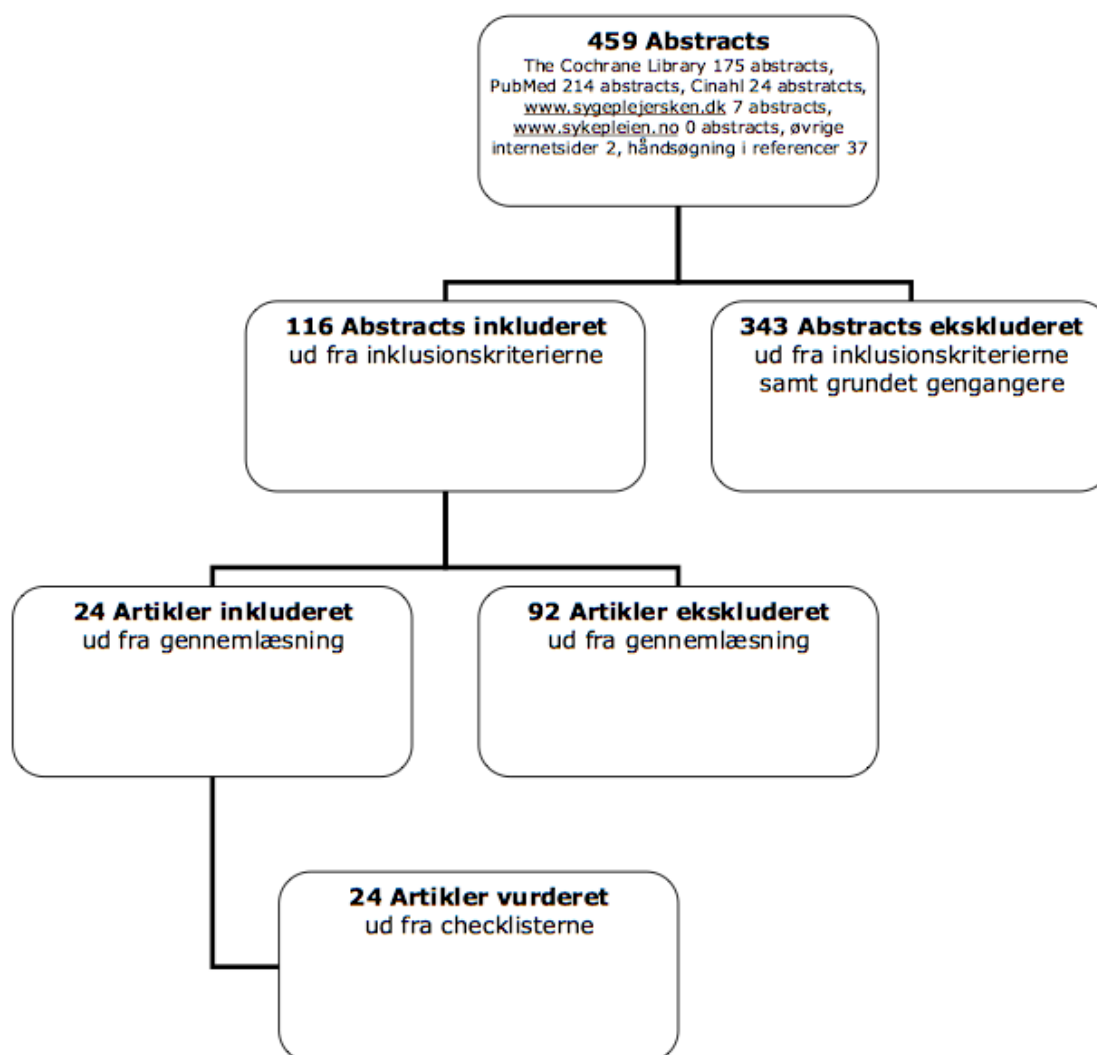 459 Abstracts
The Cochrane Library 175 abstracts,
PubMed 214 abstracts, Cinahl 24 abstratcts,
www.sygeplejersken.dk 7 abstracts,
www.sykepleien.no 0 abstracts, øvrige
internetsider 2, håndsøgning i referencer 37
116 Abstracts inkluderet
ud fra inklusionskriterierne
343 Abstracts ekskluderet
ud fra inklusionskriterierne
samt grundet gengangere
24 Artikler inkluderet
ud fra gennemlæsning
92 Artikler ekskluderet
ud fra gennemlæsning
24 Artikler vurderet
ud fra checklisterne